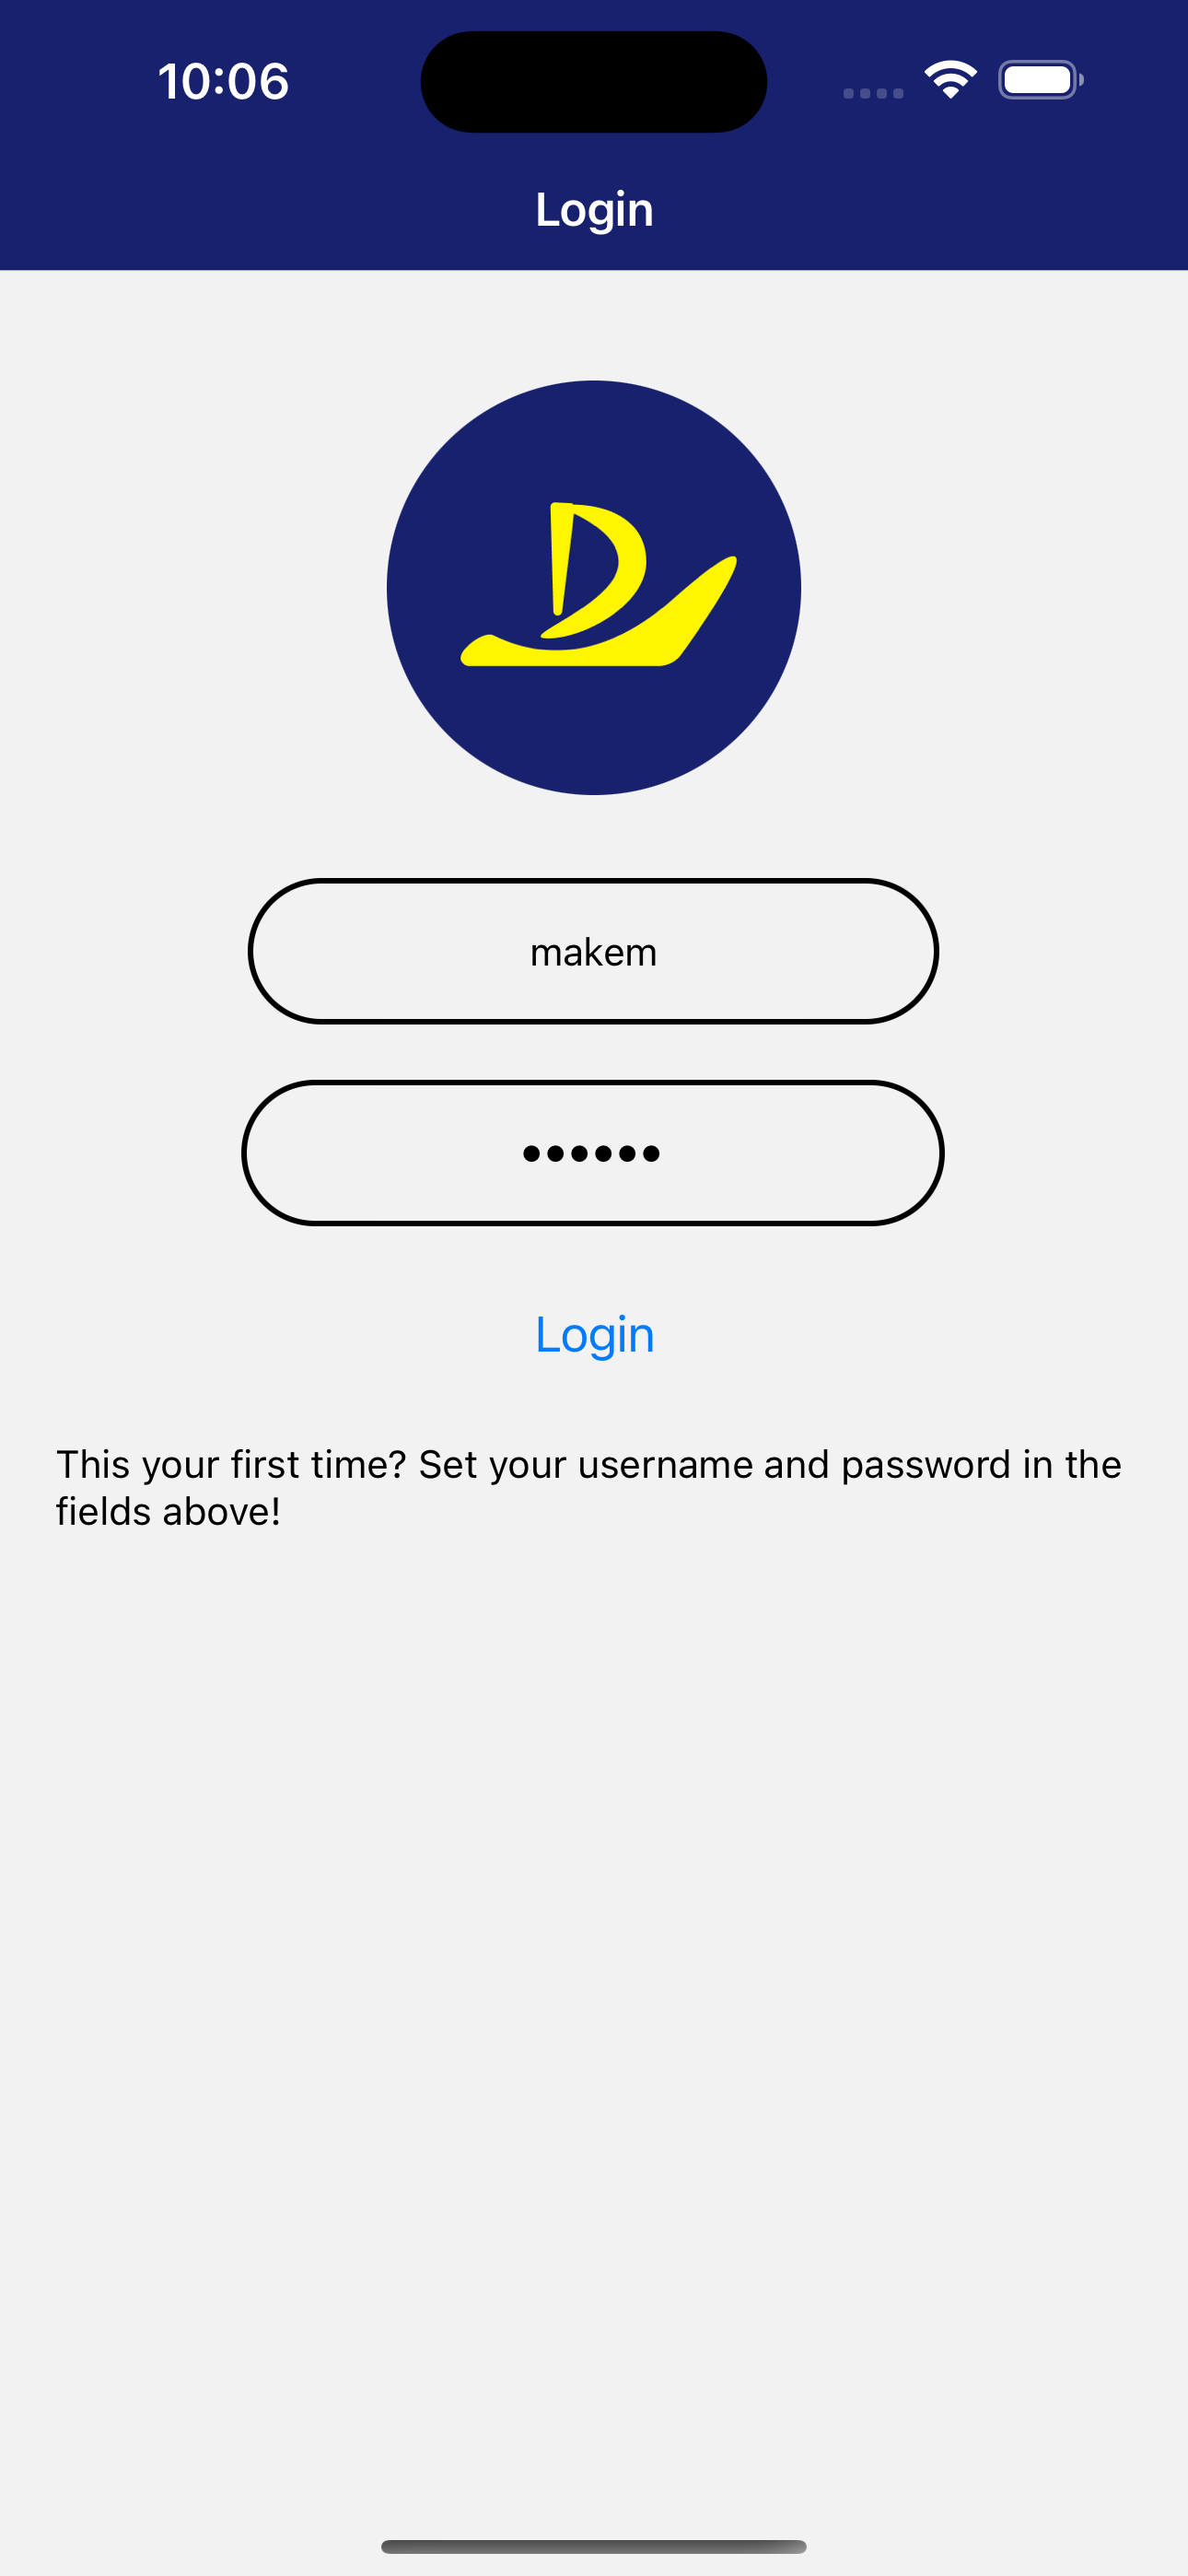 10:06
Login
makem
••••••
Login
This your first time? Set your username and password in the
fields above!